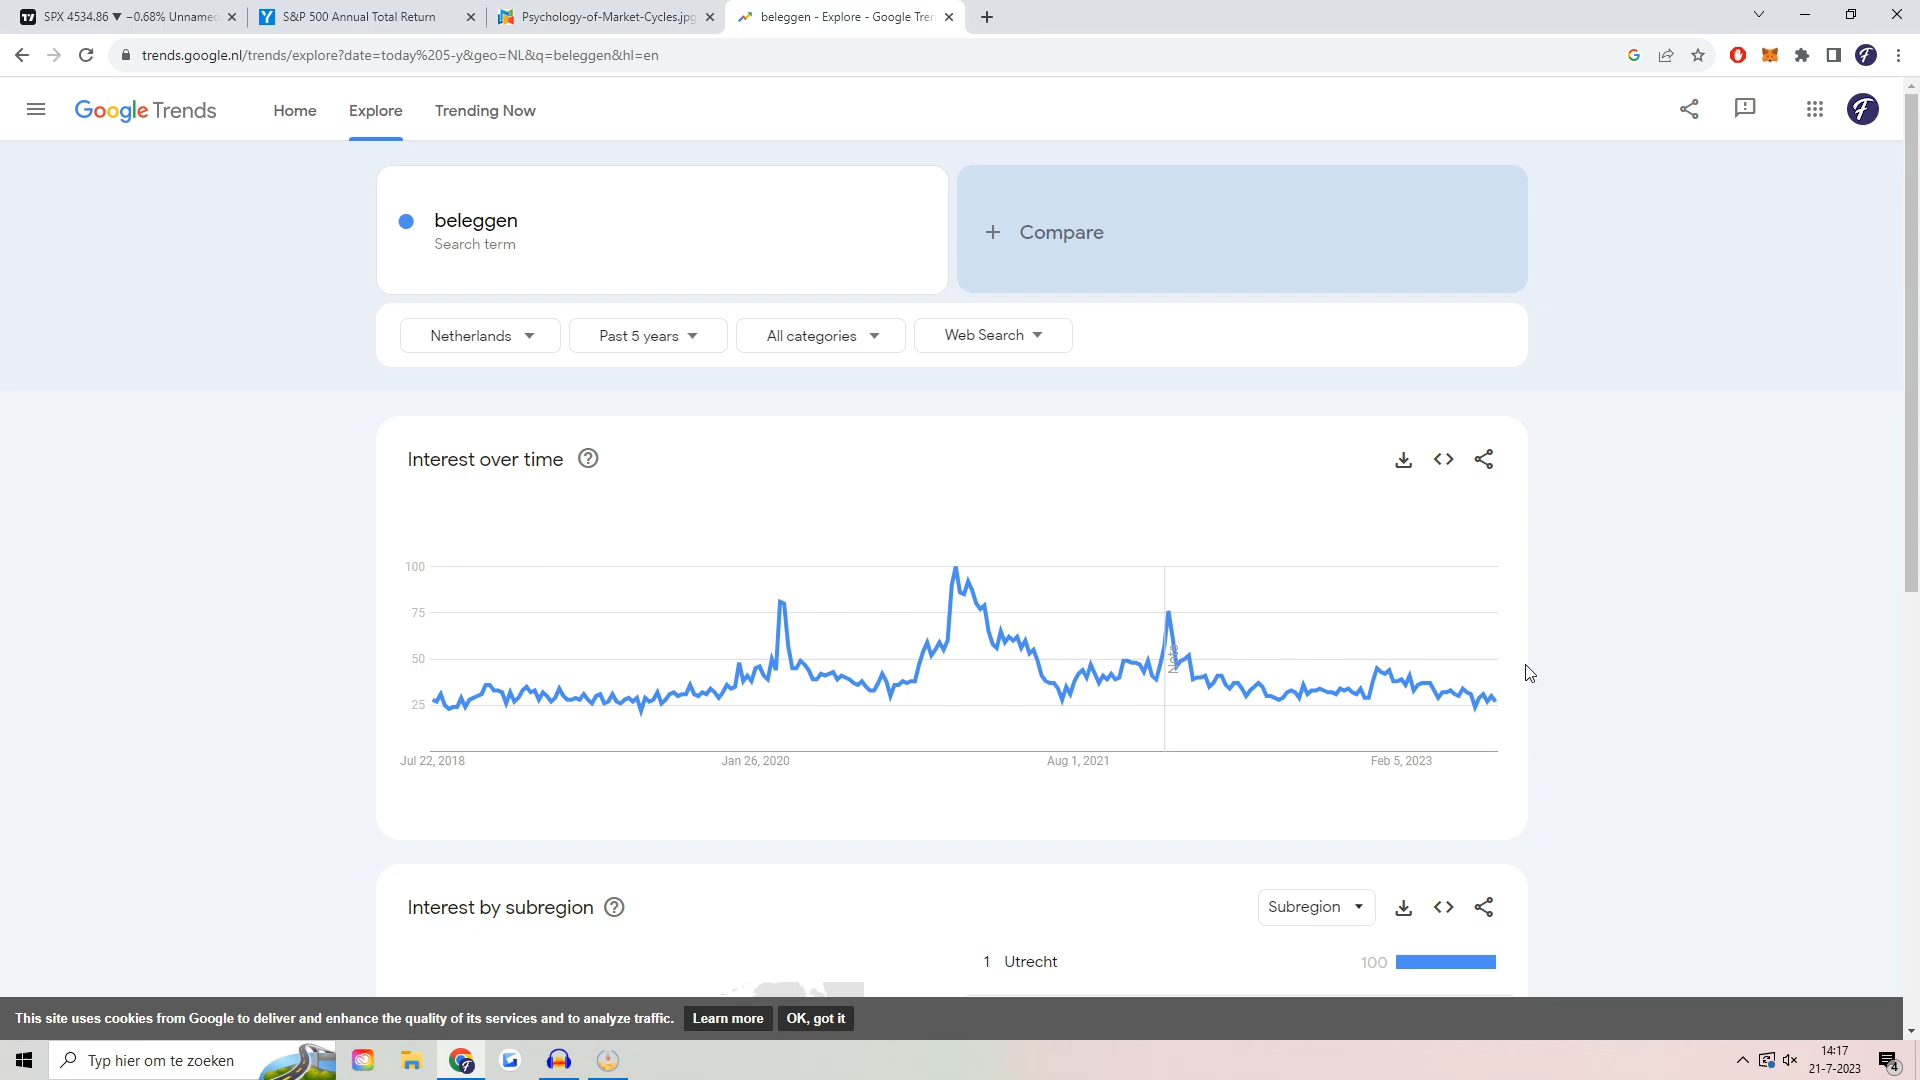 SPX 4534.86 ▼ −0.68% Unnamed
S&P 500 Annual Total Return
Psychology-of-Market-Cycles.jpg
beleggen - Explore - Google Tren
trends.google.nl/trends/explore?date=today%205-y&geo=NL&q=beleggen&hl=en
Google Trends
Home
Explore
Trending Now
beleggen
Search term
+ Compare
Netherlands
Past 5 years
All categories
Web Search
Interest over time
100
75
50
25
Note
Jul 22, 2018
Jan 26, 2020
Aug 1, 2021
Feb 5, 2023
Interest by subregion
Subregion
1 Utrecht
100
This site uses cookies from Google to deliver and enhance the quality of its services and to analyze traffic.
Learn more
OK, got it
Typ hier om te zoeken
14:17
21-7-2023
4